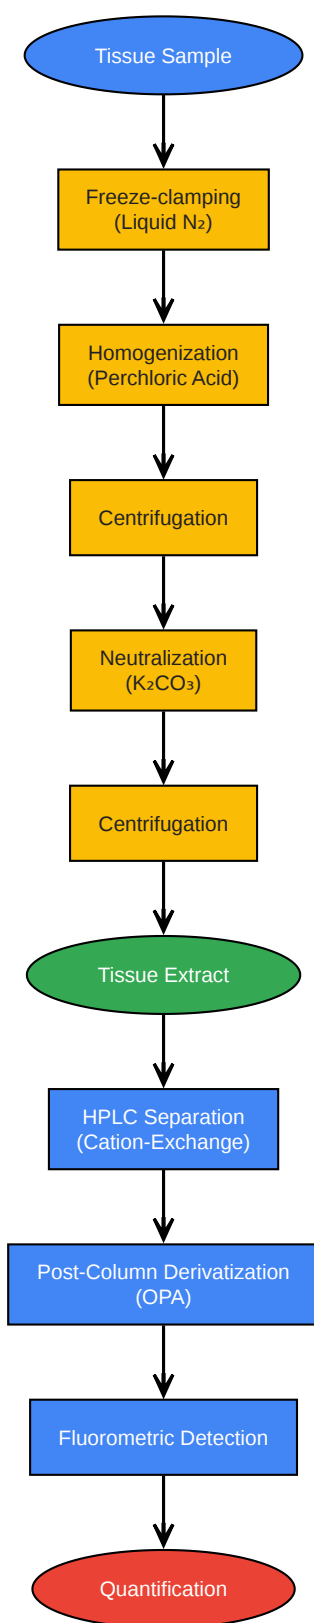 Tissue Sample
Freeze-clamping
(Liquid N₂)
Homogenization
(Perchloric Acid)
Centrifugation
Neutralization
(K₂CO₃)
Centrifugation
Tissue Extract
HPLC Separation
(Cation-Exchange)
Post-Column Derivatization
(OPA)
Fluorometric Detection
Quantification